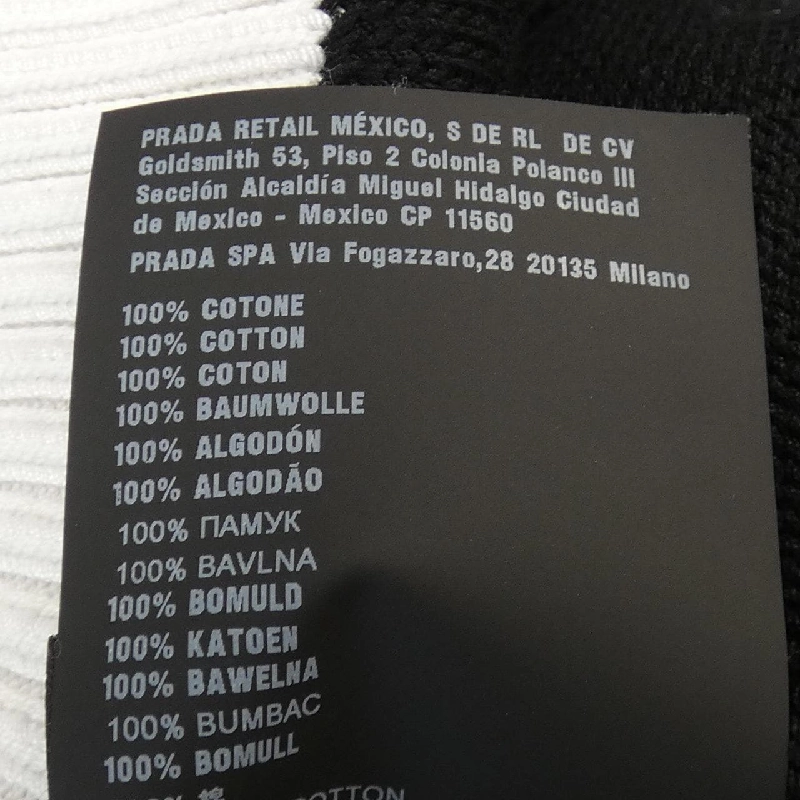 PRADA RETAIL MÉXICO, S DE RL DE CV
Goldsmith 53, Piso 2 Colonia Polanco III
Sección Alcaldía Miguel Hidalgo Ciudad
de Mexico - Mexico CP 11560
PRADA SPA Via Fogazzaro,28 20135 Milano
100% COTONE
100% COTTON
100% COTON
100% BAUMWOLLE
100% ALGODÓN
100% ALGODÃO
100% ПАМУК
100% BAVLNA
100% BOMULD
100% KATOEN
100% BAWELNA
100% BUMBAC
100% BOMULL
100% 棉 COTTON